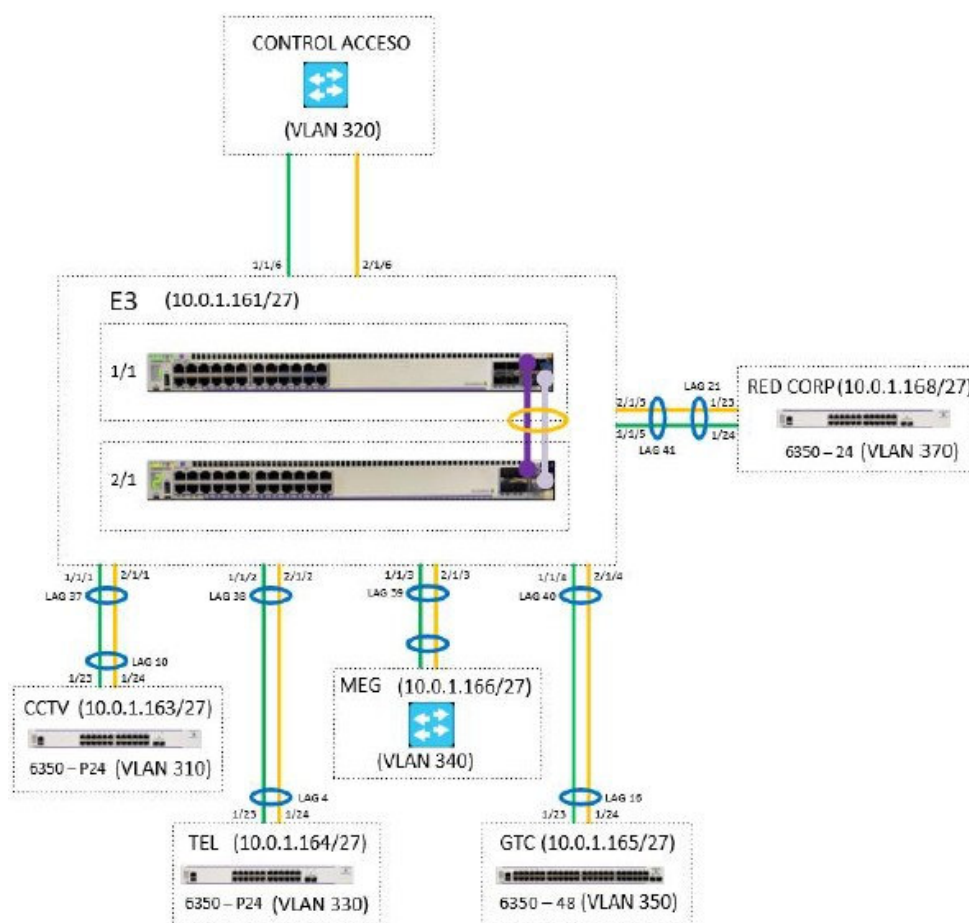 CONTROL ACCESO
(VLAN 320)
1/1/6
2/1/6
E3 (10.0.1.161/27)
1/1
2/1
2/1/5
1/1/5
LAG 41
LAG 21
1/23
1/24
RED CORP (10.0.1.168/27)
6350 – 24 (VLAN 370)
1/1/1
2/1/1
LAG 37
1/1/2
2/1/2
LAG 38
1/1/3
2/1/3
LAG 39
2/1/4
LAG 40
LAG 10
1/23
1/24
CCTV (10.0.1.163/27)
6350 – P24 (VLAN 310)
MEG (10.0.1.166/27)
(VLAN 340)
LAG 4
1/23
1/24
TEL (10.0.1.164/27)
6350 – P24 (VLAN 330)
1/23
1/24
GTC (10.0.1.165/27)
6350 – 48 (VLAN 350)